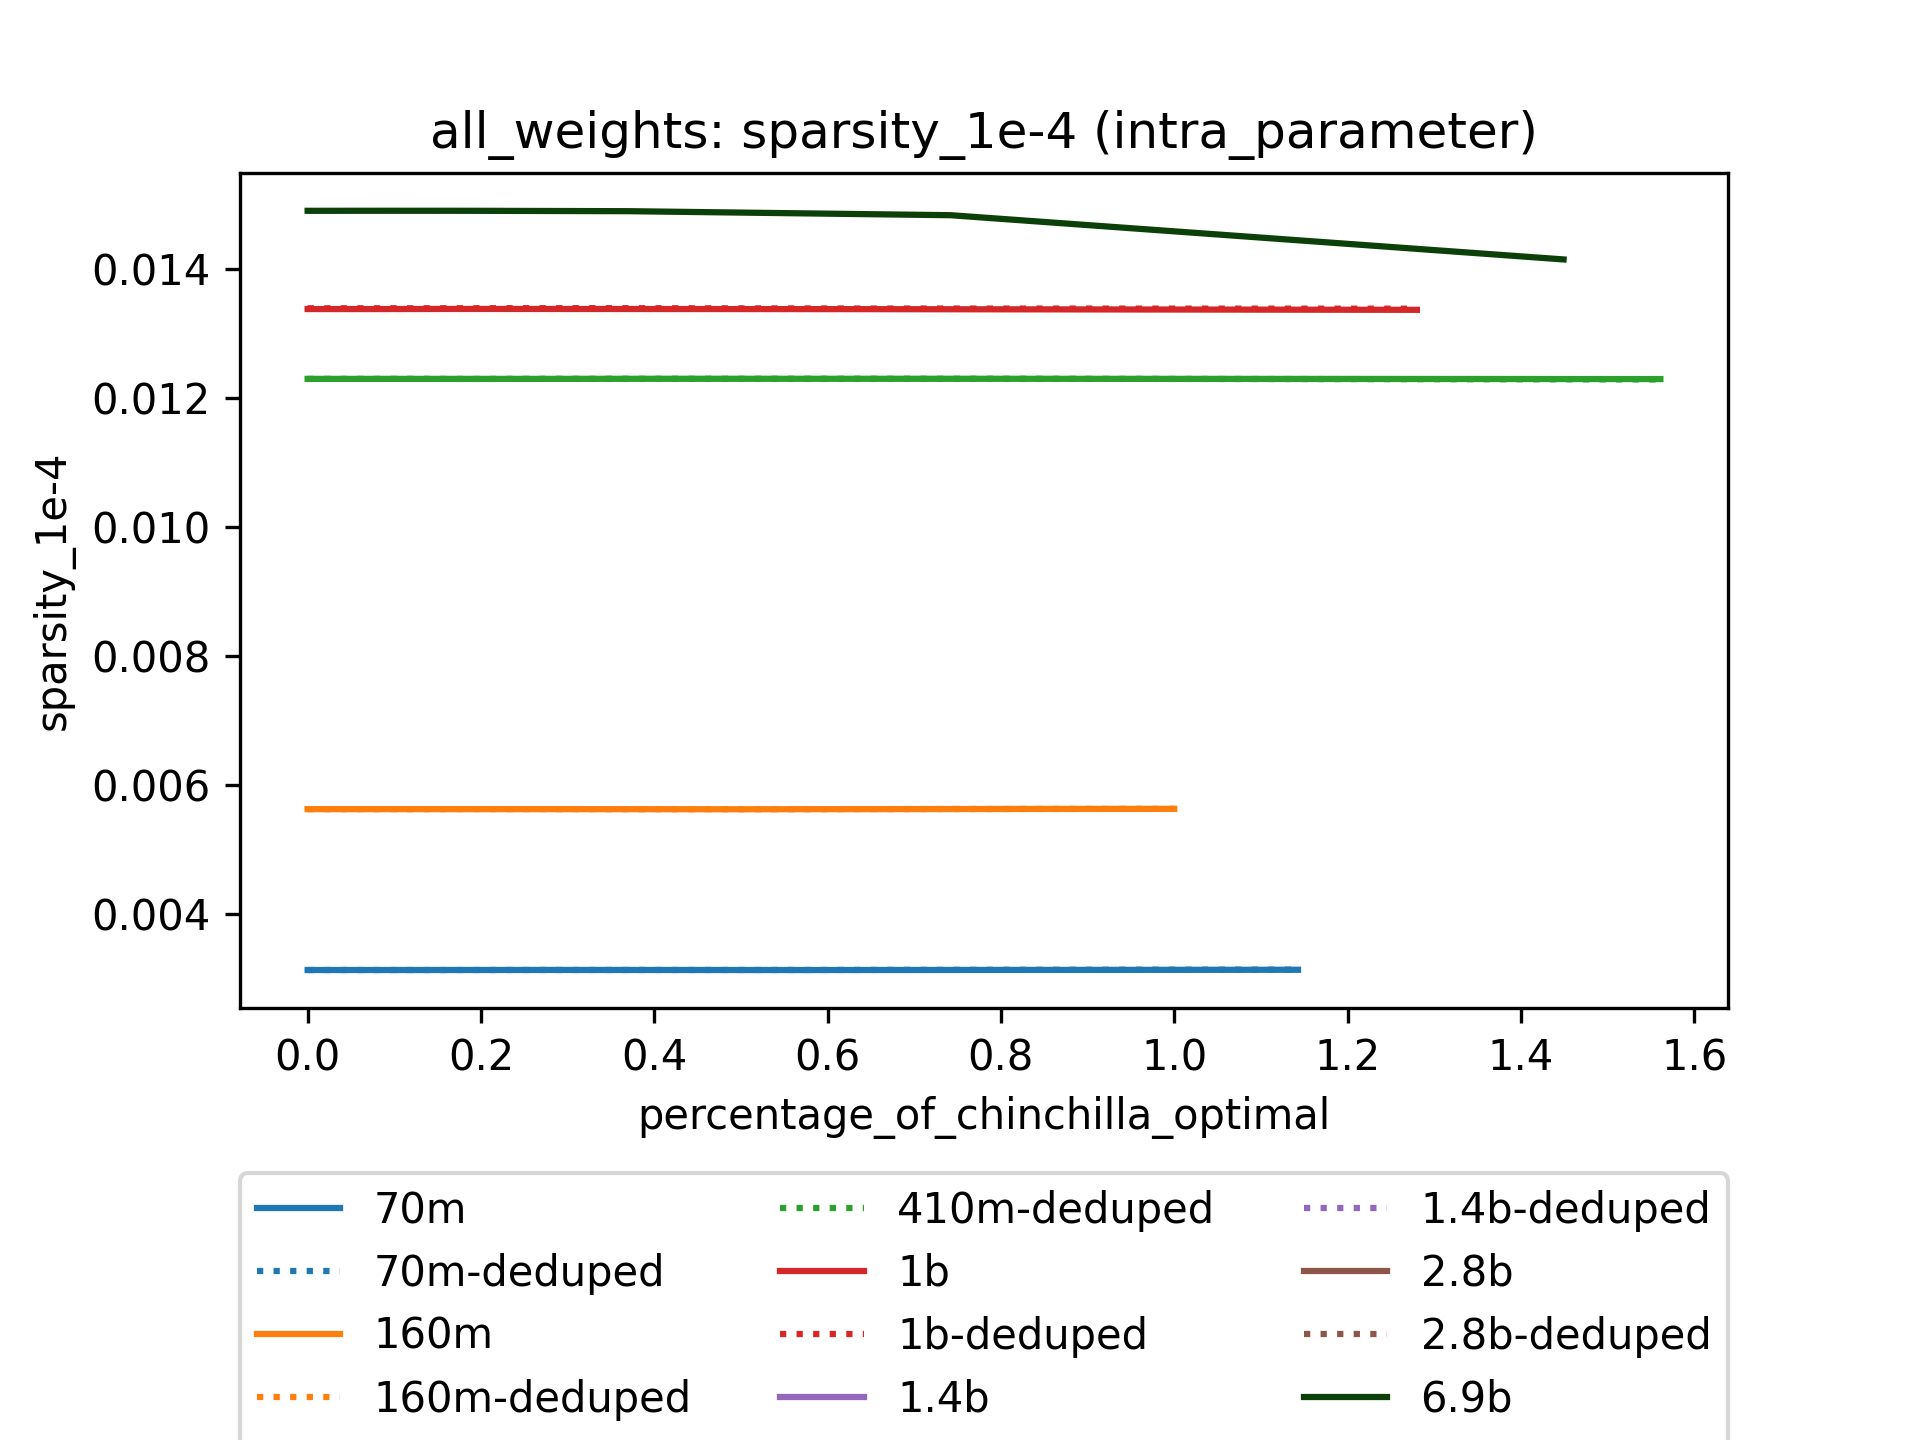 all_weights: sparsity_1e-4 (intra_parameter)
sparsity_1e-4
0.014
0.012
0.010
0.008
0.006
0.004
0.0 0.2 0.4 0.6 0.8 1.0 1.2 1.4 1.6
percentage_of_chinchilla_optimal
70m
70m-deduped
160m
160m-deduped
410m-deduped
1b
1b-deduped
1.4b
1.4b-deduped
2.8b
2.8b-deduped
6.9b